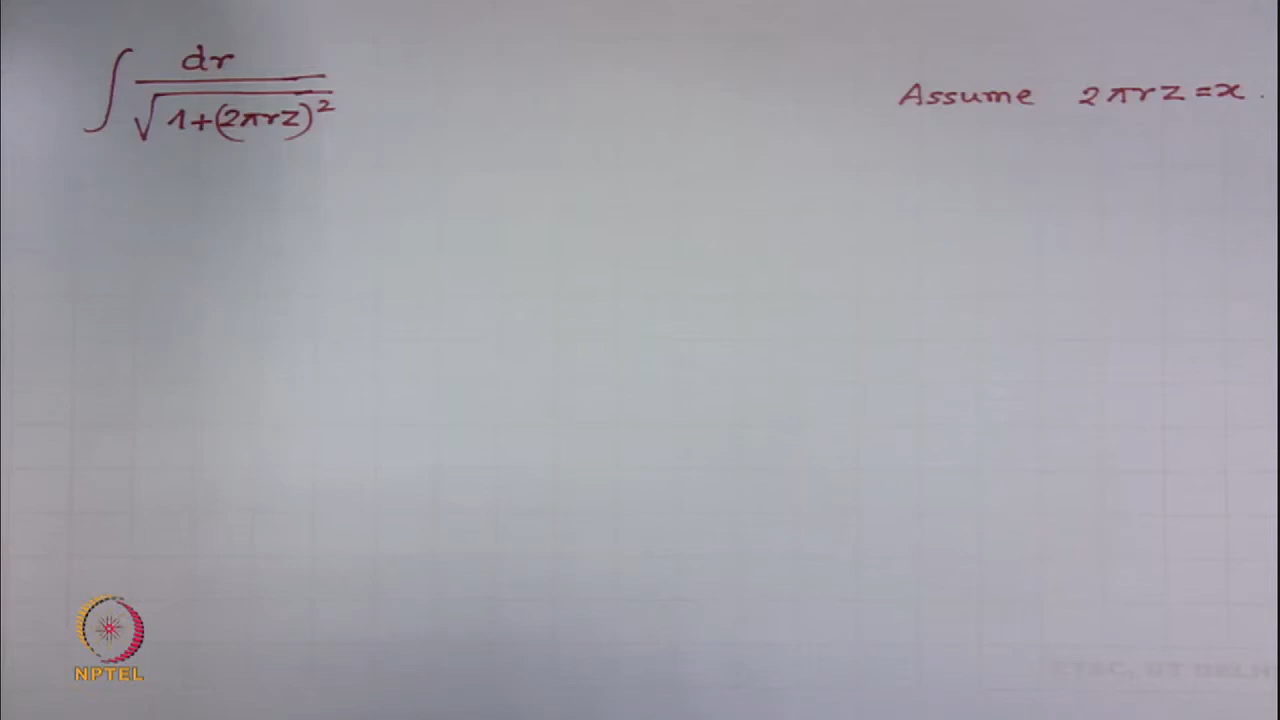 ∫ dr / √(1+(2πrz)²)
Assume 2πrz = x.
NPTEL